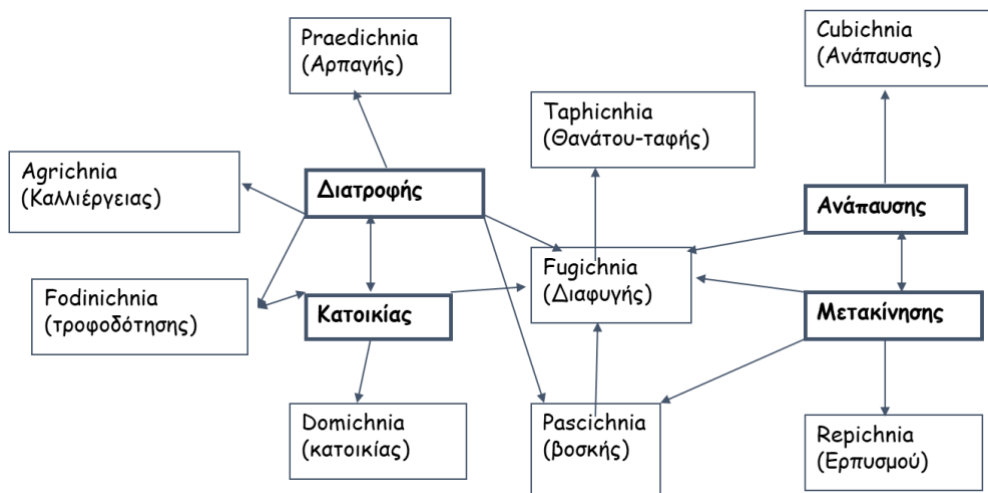 Praedichnia
(Αρπαγής)
Cubichnia
(Ανάπαυσης)
Taphicnhia
(Θανάτου-ταφής)
Agrichnia
(Καλλιέργειας)
Διατροφής
Ανάπαυσης
Fugichnia
(Διαφυγής)
Fodinichnia
(τροφοδότησης)
Κατοικίας
Μετακίνησης
Domichnia
(κατοικίας)
Pascichnia
(βοσκής)
Repichnia
(Ερπυσμού)